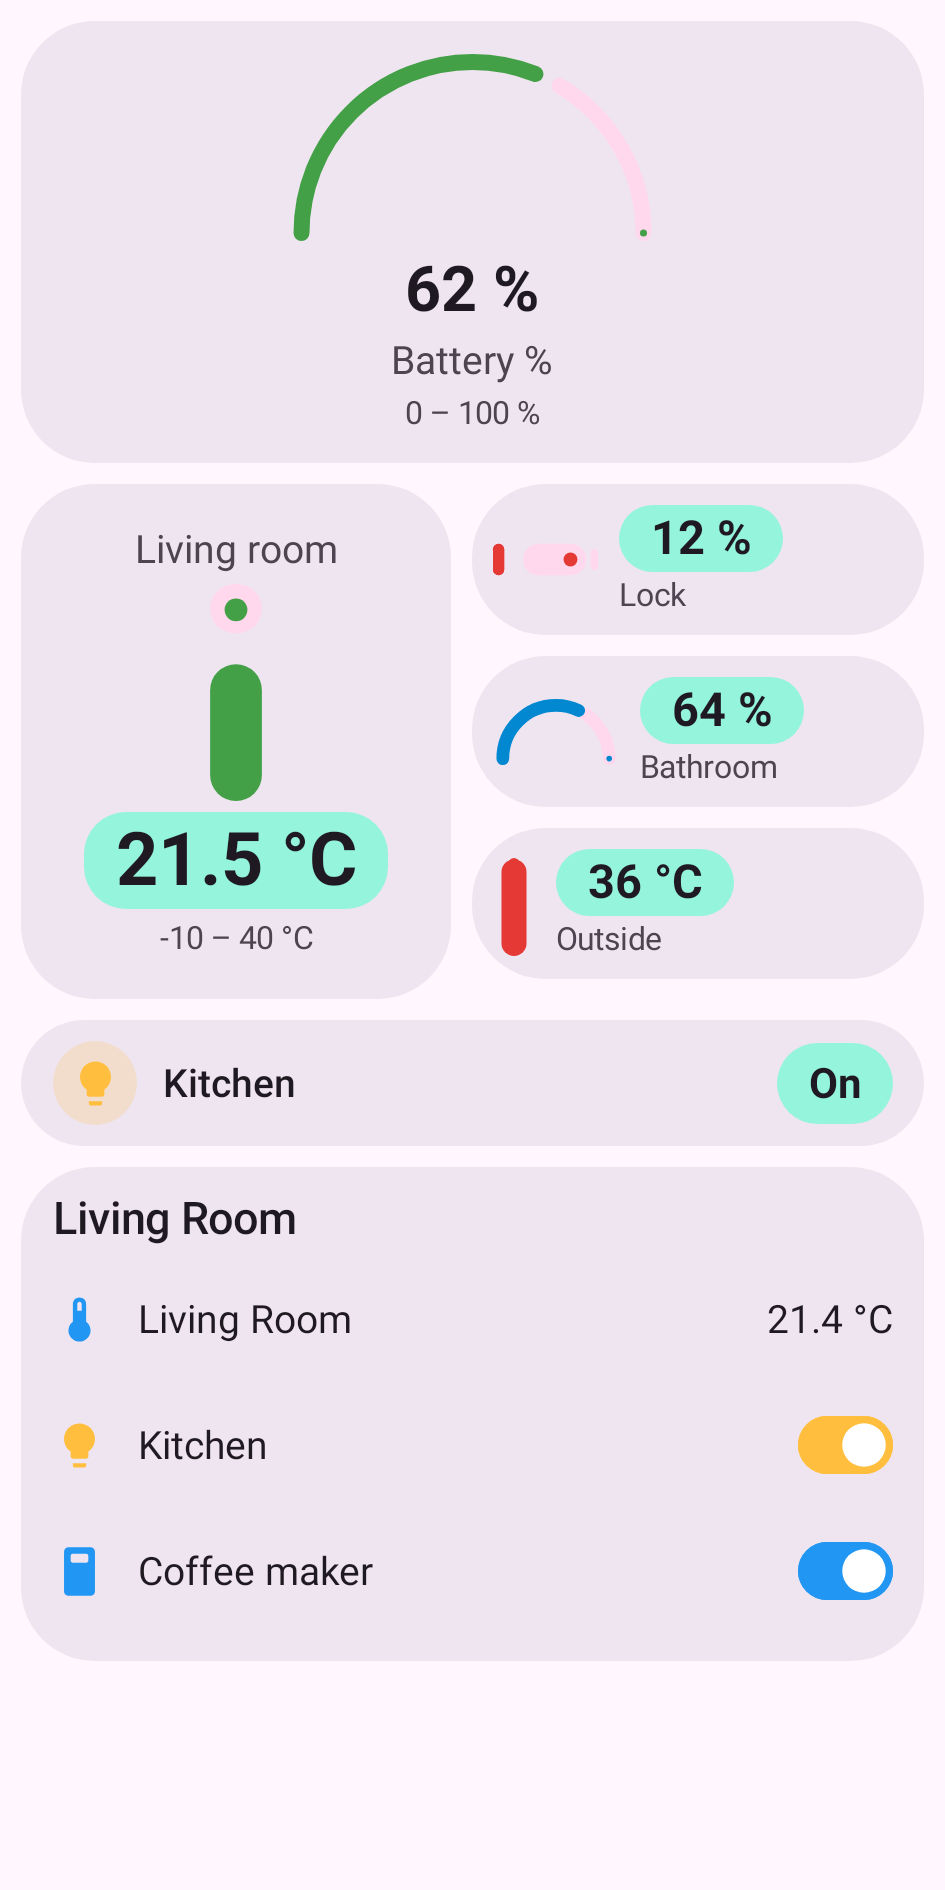 62 %
Battery %
0 – 100 %
Living room
21.5 °C
-10 – 40 °C
12 %
Lock
64 %
Bathroom
36 °C
Outside
Kitchen
On
Living Room
Living Room
21.4 °C
Kitchen
Coffee maker